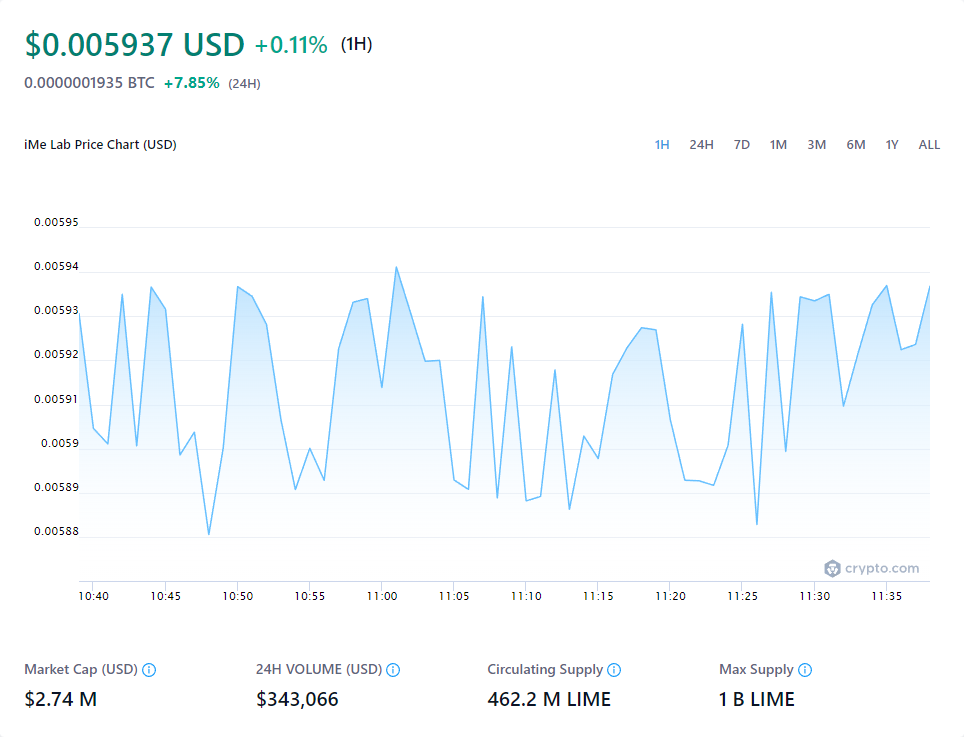 $0.005937 USD +0.11% (1H)
0.0000001935 BTC +7.85% (24H)
iMe Lab Price Chart (USD) 1H 24H 7D 1M 3M 6M 1Y ALL
0.00595
0.00594
0.00593
0.00592
0.00591
0.0059
0.00589
0.00588
crypto.com
10:40 10:45 10:50 10:55 11:00 11:05 11:10 11:15 11:20 11:25 11:30 11:35
Market Cap (USD) 24H VOLUME (USD) Circulating Supply Max Supply
$2.74 M $343,066 462.2 M LIME 1 B LIME